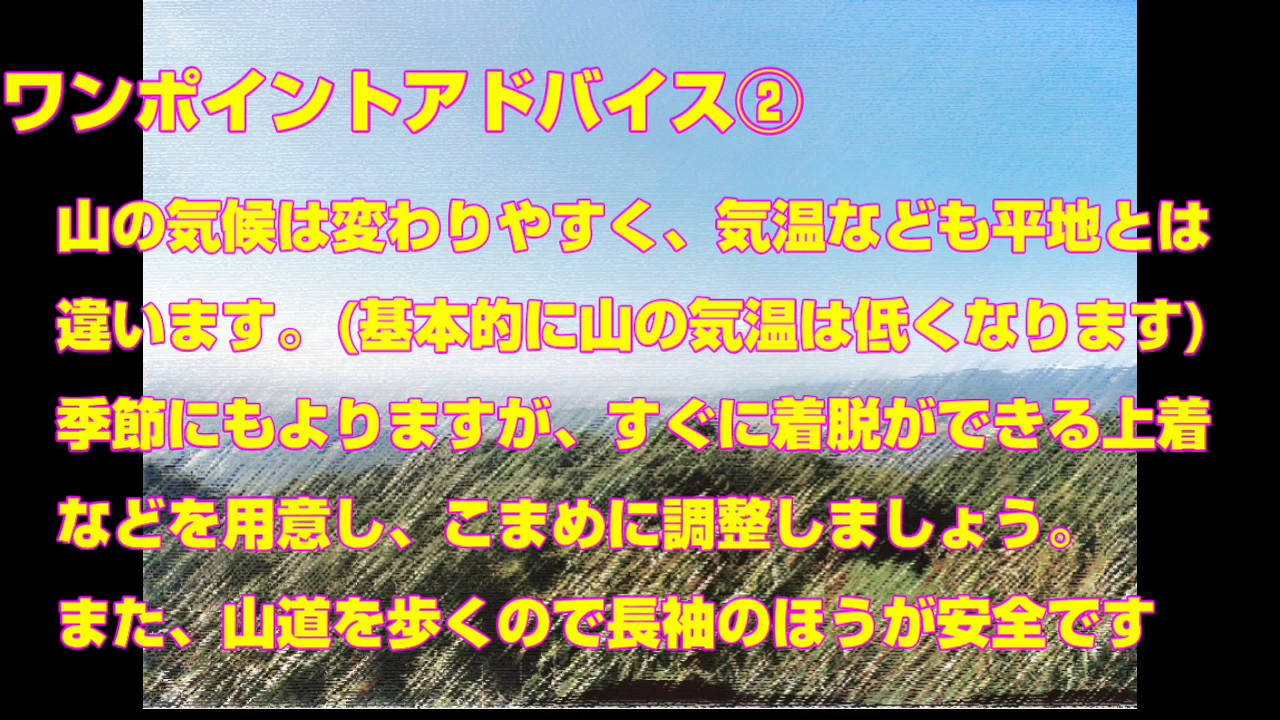 ワンポイントアドバイス②
山の気候は変わりやすく、気温なども平地とは
違います。(基本的に山の気温は低くなります)
季節にもよりますが、すぐに着脱ができる上着
などを用意し、こまめに調整しましょう。
また、山道を歩くので長袖のほうが安全です